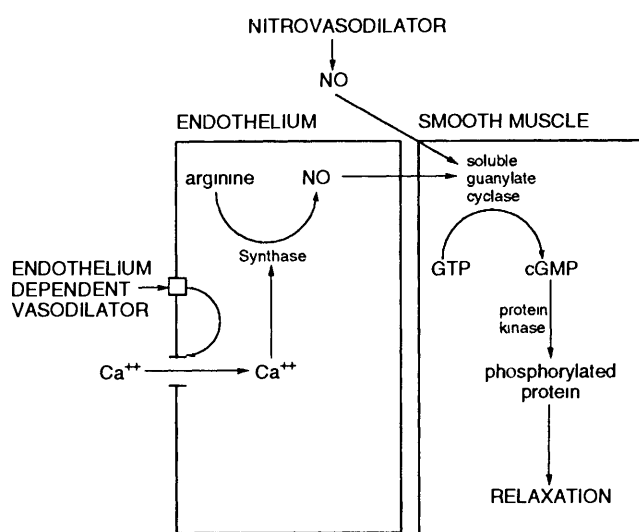 NITROVASODILATOR
NO
ENDOTHELIUM
SMOOTH MUSCLE
arginine
NO
soluble
guanylate
cyclase
Synthase
GTP
cGMP
ENDOTHELIUM
DEPENDENT
VASODILATOR
protein
kinase
Ca++
Ca++
phosphorylated
protein
RELAXATION